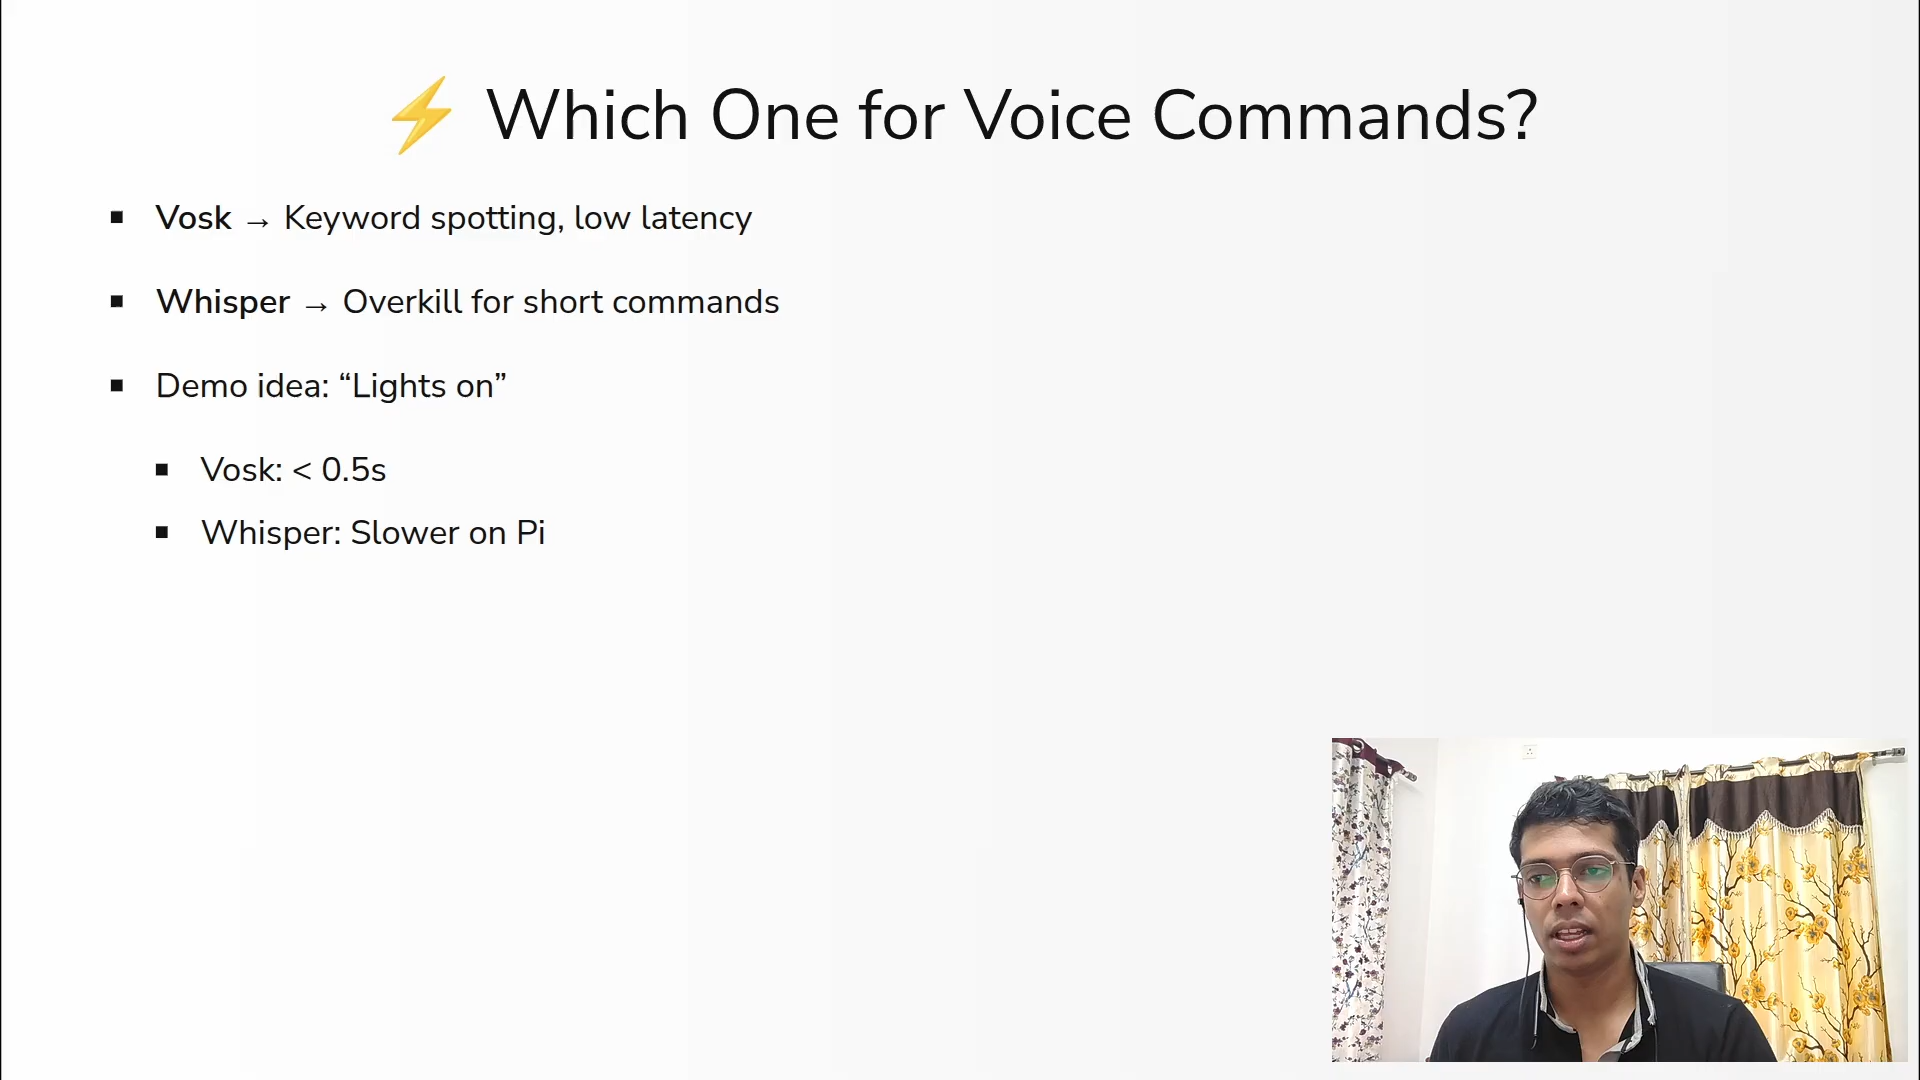 ⚡ Which One for Voice Commands?
Vosk → Keyword spotting, low latency
Whisper → Overkill for short commands
Demo idea: “Lights on”
Vosk: < 0.5s
Whisper: Slower on Pi